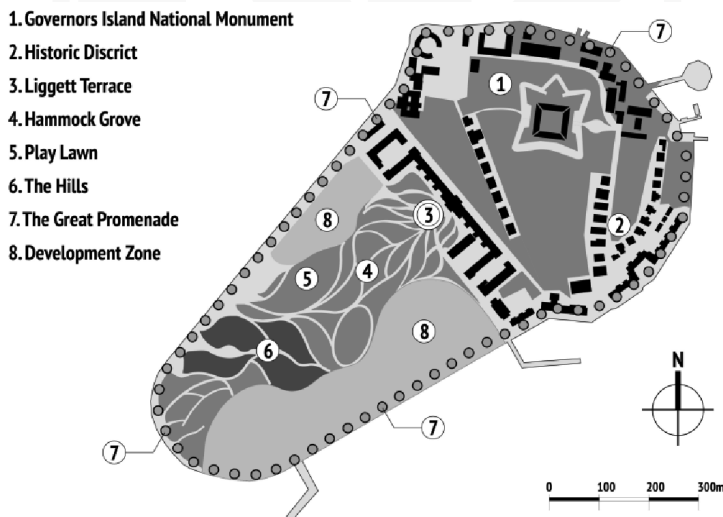 1. Governors Island National Monument
2. Historic Discrict
3. Liggett Terrace
4. Hammock Grove
5. Play Lawn
6. The Hills
7. The Great Promenade
8. Development Zone
7
1
7
2
3
8
4
5
8
6
7
7
N
0 100 200 300m